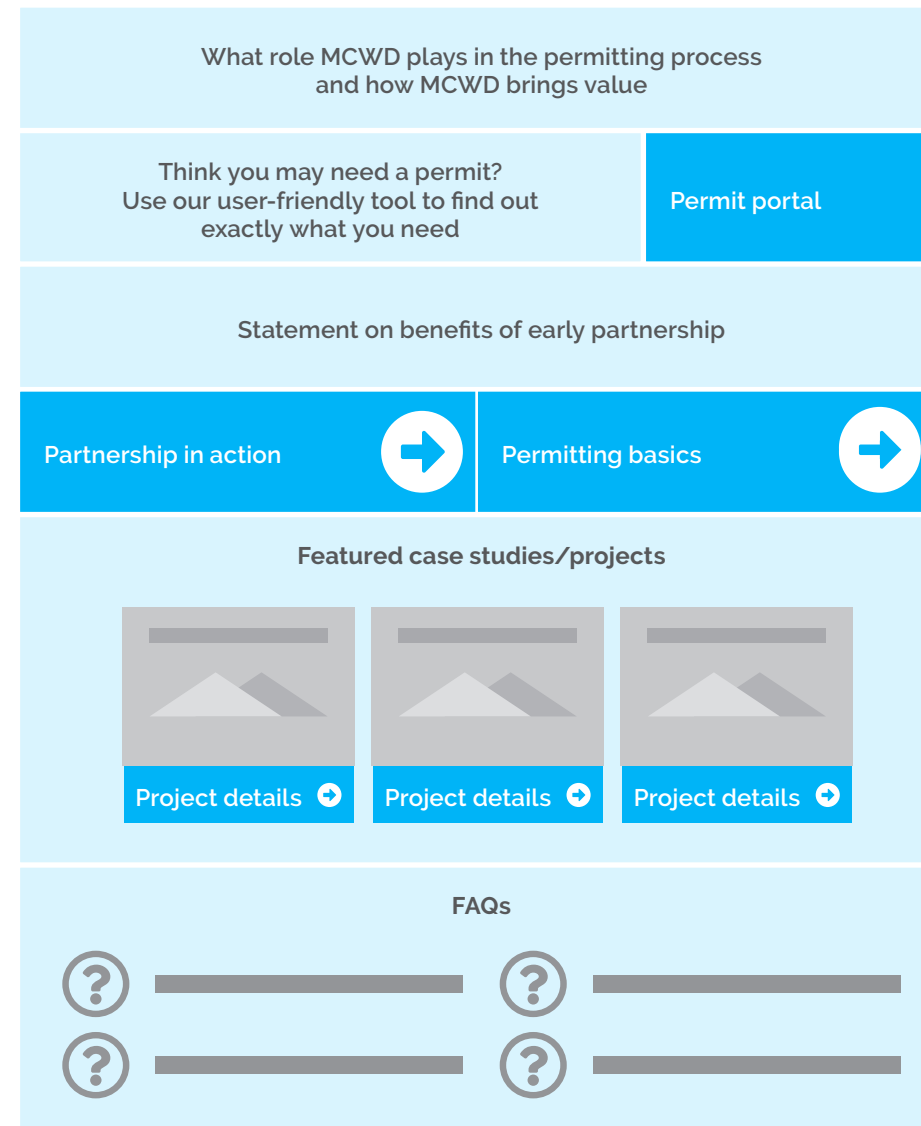 What role MCWD plays in the permitting process
and how MCWD brings value
Think you may need a permit?
Use our user-friendly tool to find out
exactly what you need
Permit portal
Statement on benefits of early partnership
Partnership in action
Permitting basics
Featured case studies/projects
Project details
Project details
Project details
FAQs
?
?
?
?